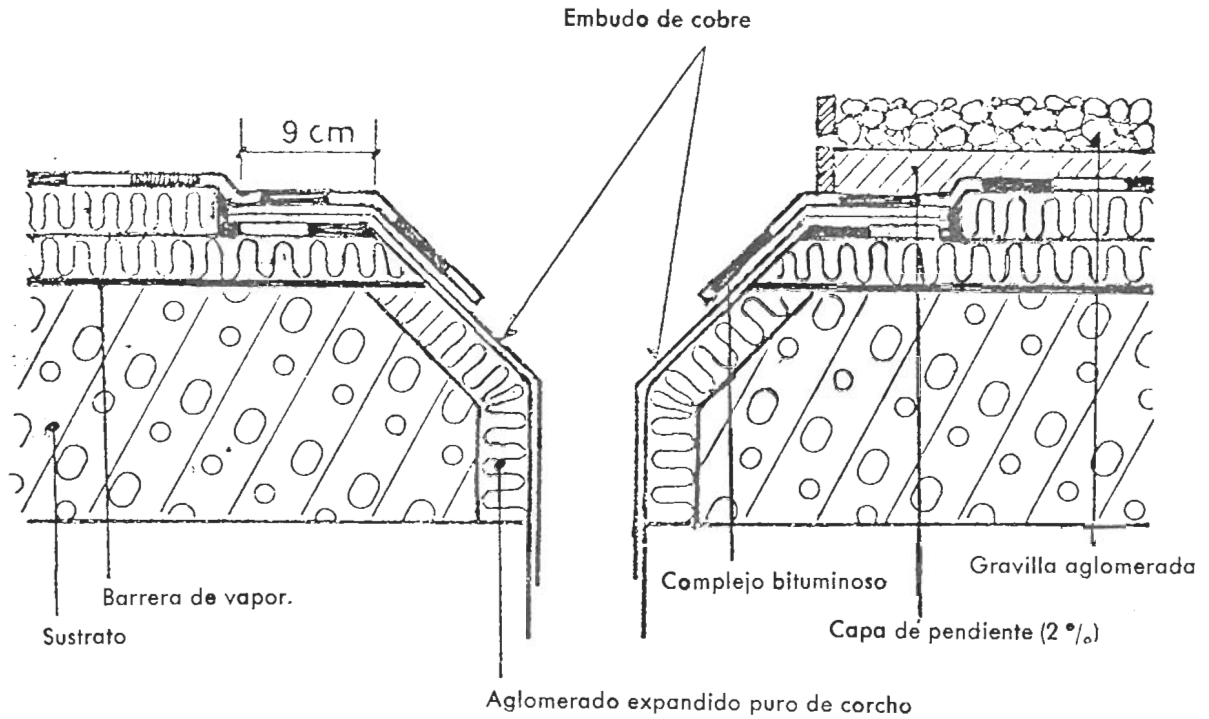 Embudo de cobre
9 cm
Complejo bituminoso
Gravilla aglomerada
Barrera de vapor.
Sustrato
Capa de pendiente (2 %)
Aglomerado expandido puro de corcho